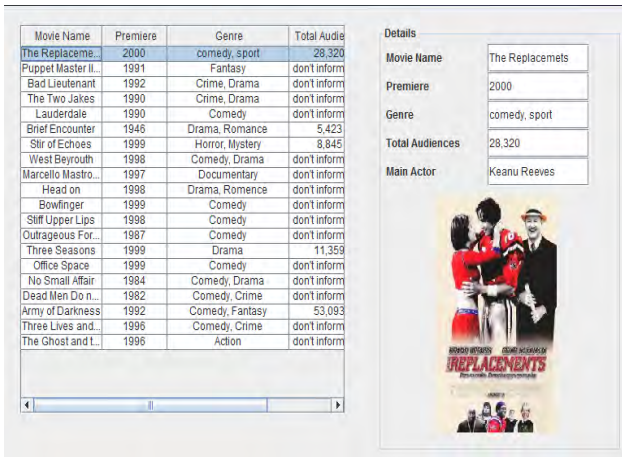 Movie Name Premiere Genre Total Audie
The Replaceme... 2000 comedy, sport 28,320
Puppet Master II... 1991 Fantasy don't inform
Bad Lieutenant 1992 Crime, Drama don't inform
The Two Jakes 1990 Crime, Drama don't inform
Lauderdale 1990 Comedy don't inform
Brief Encounter 1946 Drama, Romance 5,423
Stir of Echoes 1999 Horror, Mystery 8,845
West Beyrouth 1998 Comedy, Drama don't inform
Marcello Mastro... 1997 Documentary don't inform
Head on 1998 Drama, Romence don't inform
Bowfinger 1999 Comedy don't inform
Stiff Upper Lips 1998 Comedy don't inform
Outrageous For... 1987 Comedy don't inform
Three Seasons 1999 Drama 11,359
Office Space 1999 Comedy don't inform
No Small Affair 1984 Comedy, Drama don't inform
Dead Men Do n... 1982 Comedy, Crime don't inform
Army of Darkness 1992 Comedy, Fantasy 53,093
Three Lives and... 1996 Comedy, Crime don't inform
The Ghost and t... 1996 Action don't inform
Details
Movie Name The Replacemets
Premiere 2000
Genre comedy, sport
Total Audiences 28,320
Main Actor Keanu Reeves
REPLACEMENTS